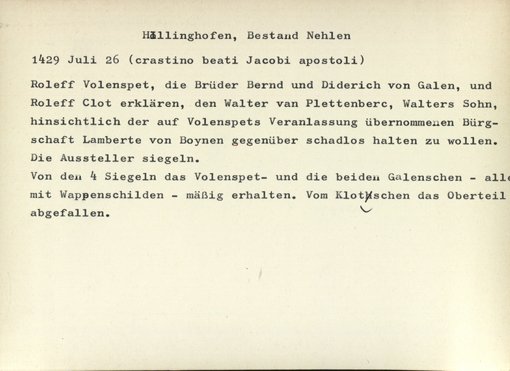 Höllinghofen, Bestand Nehlen
1429 Juli 26 (crastino beati Jacobi apostoli)
Roleff Volenspet, die Brüder Bernd und Diderich von Galen, und
Roleff Clot erklären, den Walter van Plettenberc, Walters Sohn,
hinsichtlich der auf Volenspets Veranlassung übernommenen Bürg-
schaft Lamberte von Boynen gegenüber schadlos halten zu wollen.
Die Aussteller siegeln.
Von den 4 Siegeln das Volenspet- und die beiden Galenschen - alle
mit Wappenschilden - mäßig erhalten. Vom Klotschen das Oberteil
abgefallen.